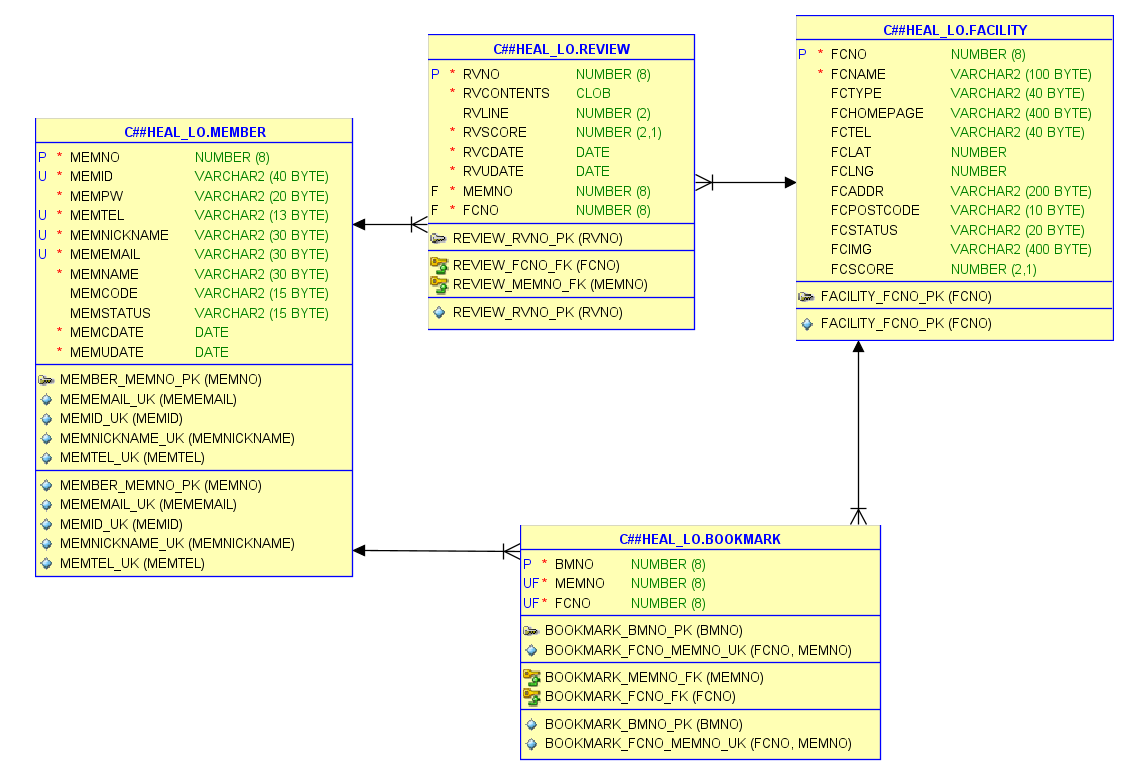 C##HEAL_LO.MEMBER
P * MEMNO NUMBER (8)
U * MEMID VARCHAR2 (40 BYTE)
* MEMPW VARCHAR2 (20 BYTE)
U * MEMTEL VARCHAR2 (13 BYTE)
U * MEMNICKNAME VARCHAR2 (30 BYTE)
U * MEMEMAIL VARCHAR2 (30 BYTE)
* MEMNAME VARCHAR2 (30 BYTE)
MEMCODE VARCHAR2 (15 BYTE)
MEMSTATUS VARCHAR2 (15 BYTE)
* MEMCDATE DATE
* MEMUDATE DATE
MEMBER_MEMNO_PK (MEMNO)
MEMEMAIL_UK (MEMEMAIL)
MEMID_UK (MEMID)
MEMNICKNAME_UK (MEMNICKNAME)
MEMTEL_UK (MEMTEL)
MEMBER_MEMNO_PK (MEMNO)
MEMEMAIL_UK (MEMEMAIL)
MEMID_UK (MEMID)
MEMNICKNAME_UK (MEMNICKNAME)
MEMTEL_UK (MEMTEL)
C##HEAL_LO.REVIEW
P * RVNO NUMBER (8)
* RVCONTENTS CLOB
RVLINE NUMBER (2)
* RVSCORE NUMBER (2,1)
* RVCDATE DATE
* RVUDATE DATE
F * MEMNO NUMBER (8)
F * FCNO NUMBER (8)
REVIEW_RVNO_PK (RVNO)
REVIEW_FCNO_FK (FCNO)
REVIEW_MEMNO_FK (MEMNO)
REVIEW_RVNO_PK (RVNO)
C##HEAL_LO.FACILITY
P * FCNO NUMBER (8)
* FCNAME VARCHAR2 (100 BYTE)
FCTYPE VARCHAR2 (40 BYTE)
FCHOMEPAGE VARCHAR2 (400 BYTE)
FCTEL VARCHAR2 (40 BYTE)
FCLAT NUMBER
FCLNG NUMBER
FCADDR VARCHAR2 (200 BYTE)
FCPOSTCODE VARCHAR2 (10 BYTE)
FCSTATUS VARCHAR2 (20 BYTE)
FCIMG VARCHAR2 (400 BYTE)
FCSCORE NUMBER (2,1)
FACILITY_FCNO_PK (FCNO)
FACILITY_FCNO_PK (FCNO)
C##HEAL_LO.BOOKMARK
P * BMNO NUMBER (8)
UF * MEMNO NUMBER (8)
UF * FCNO NUMBER (8)
BOOKMARK_BMNO_PK (BMNO)
BOOKMARK_FCNO_MEMNO_UK (FCNO, MEMNO)
BOOKMARK_MEMNO_FK (MEMNO)
BOOKMARK_FCNO_FK (FCNO)
BOOKMARK_BMNO_PK (BMNO)
BOOKMARK_FCNO_MEMNO_UK (FCNO, MEMNO)